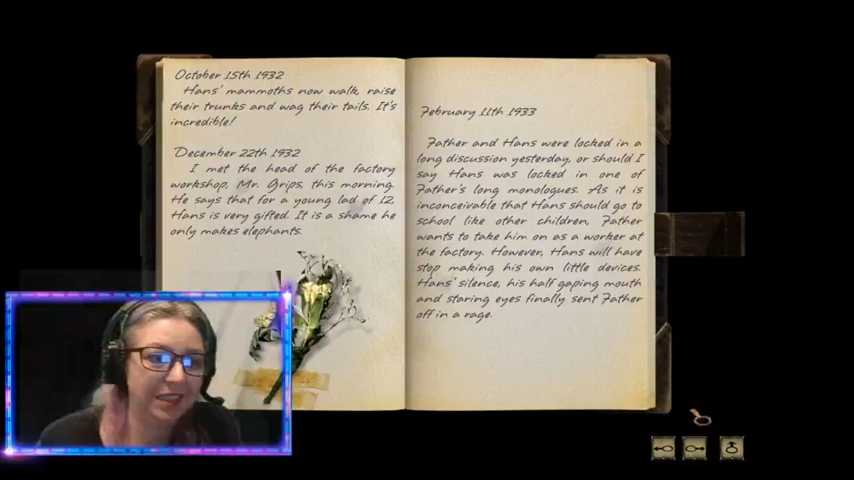 October 15th 1932
Hans' mammoths now walk, raise
their trunks and wag their tails. It's
incredible!
December 22th 1932
I met the head of the factory
workshop, Mr. Grips, this morning.
He says that for a young lad of 12,
Hans is very gifted. It is a shame he
only makes elephants.
February 11th 1933
Father and Hans were locked in a
long discussion yesterday, or should I
say Hans was locked in one of
Father's long monologues. As it is
inconceivable that Hans should go to
school like other children, Father
wants to take him on as a worker at
the factory. However, Hans will have
stop making his own little devices.
Hans' silence, his half gaping mouth
and staring eyes finally sent Father
off in a rage.